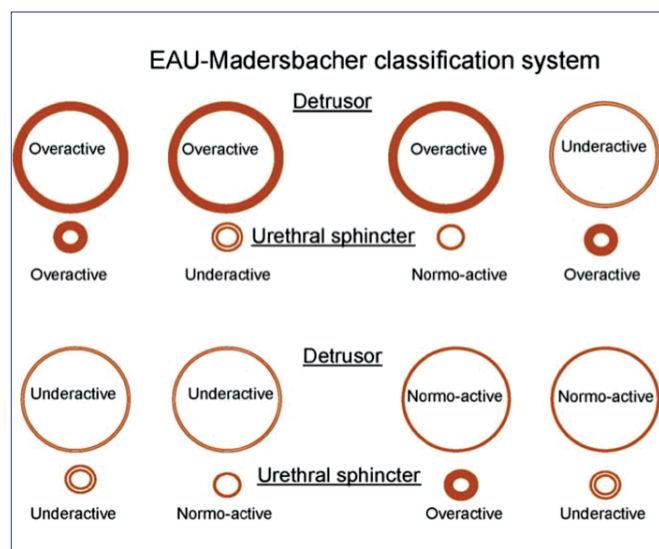 EAU-Madersbacher classification system
Detrusor
Overactive Overactive Overactive Underactive
Urethral sphincter
Overactive Underactive Normo-active Overactive
Detrusor
Underactive Underactive Normo-active Normo-active
Urethral sphincter
Underactive Normo-active Overactive Underactive